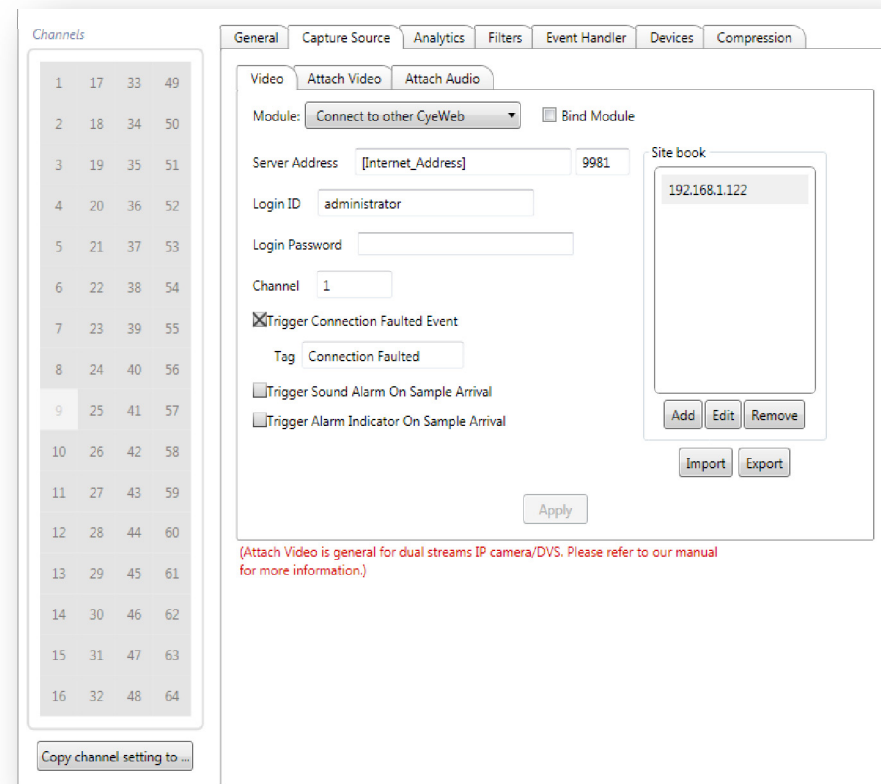 Channels
General Capture Source Analytics Filters Event Handler Devices Compression
1 17 33 49
2 18 34 50
3 19 35 51
4 20 36 52
5 21 37 53
6 22 38 54
7 23 39 55
8 24 40 56
9 25 41 57
10 26 42 58
11 27 43 59
12 28 44 60
13 29 45 61
14 30 46 62
15 31 47 63
16 32 48 64
Copy channel setting to ...
Video Attach Video Attach Audio
Module: Connect to other CyeWeb Bind Module
Server Address [Internet_Address] 9981
Login ID administrator
Login Password
Channel 1
Trigger Connection Faulted Event
Tag Connection Faulted
Trigger Sound Alarm On Sample Arrival
Trigger Alarm Indicator On Sample Arrival
Site book
192.168.1.122
Add Edit Remove
Import Export
Apply
(Attach Video is general for dual streams IP camera/DVS. Please refer to our manual
for more information.)